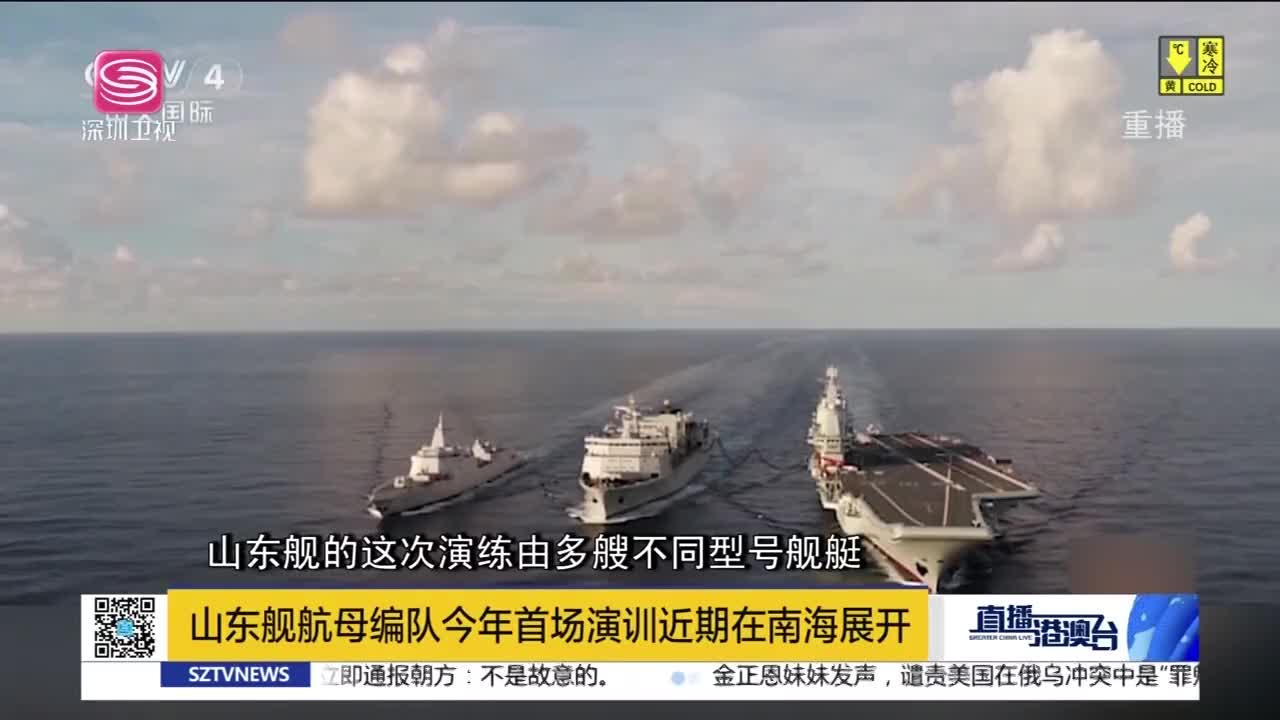 4
国际
深圳卫视
℃
寒冷
黄 COLD
重播
山东舰的这次演练由多艘不同型号舰艇
山东舰航母编队今年首场演训近期在南海展开
直播港澳台
GREATER CHINA LIVE
SZTVNEWS
立即通报朝方：不是故意的。
金正恩妹妹发声，谴责美国在俄乌冲突中是“罪魁